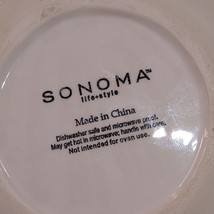 SONOMA™
life+style
Made in China
Dishwasher safe and microwave proof.
May get hot in microwave; handle with care.
Not intended for oven use.